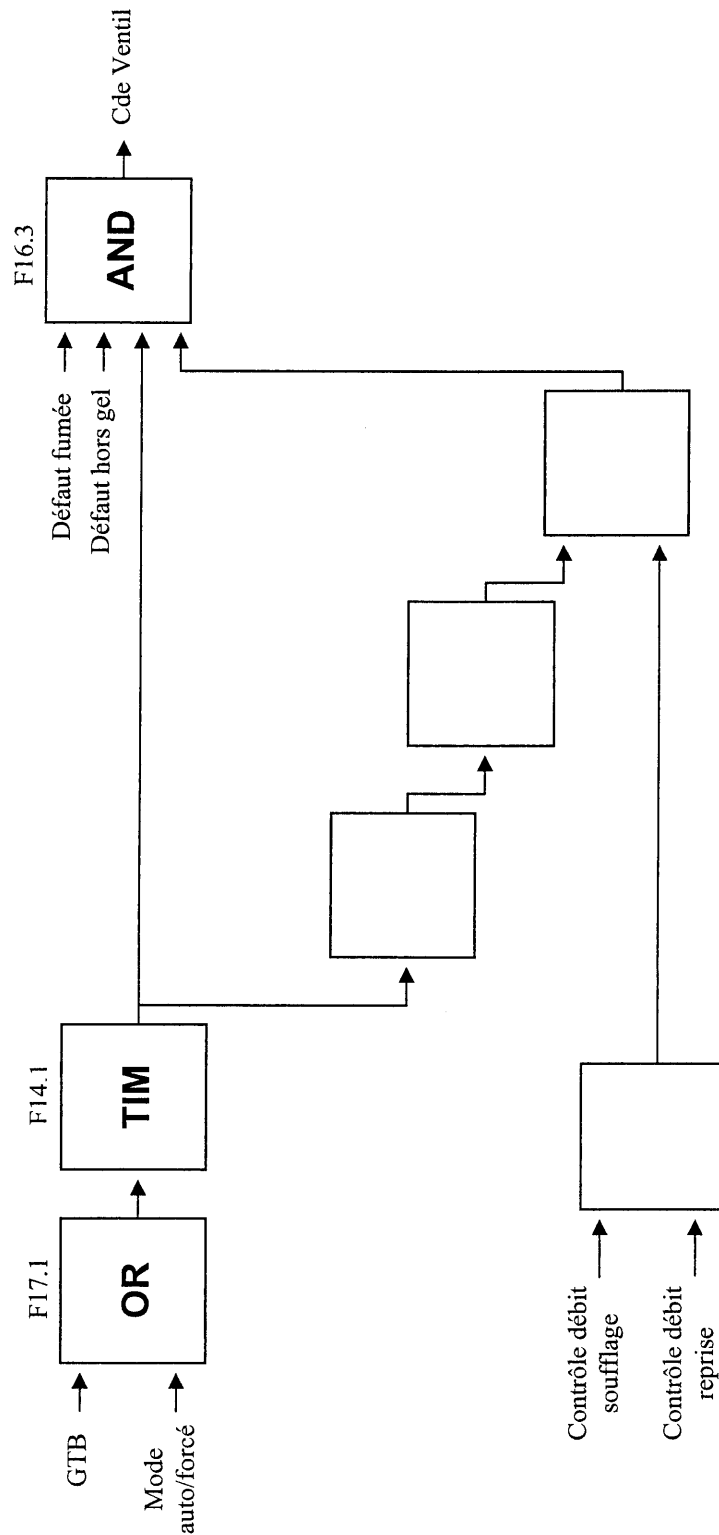 GTB
Mode
auto/forcé
F17.1
OR
F14.1
TIM
Défaut fumée
Défaut hors gel
F16.3
AND
Cde Ventil
Contrôle débit
soufflage
Contrôle débit
reprise